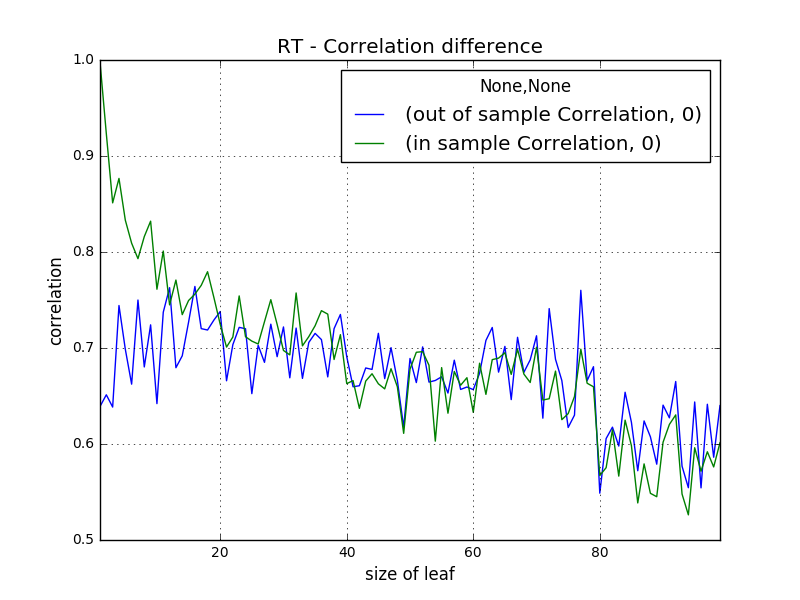 RT - Correlation difference
None,None
(out of sample Correlation, 0)
(in sample Correlation, 0)
correlation
1.0
0.9
0.8
0.7
0.6
0.5
20
40
60
80
size of leaf